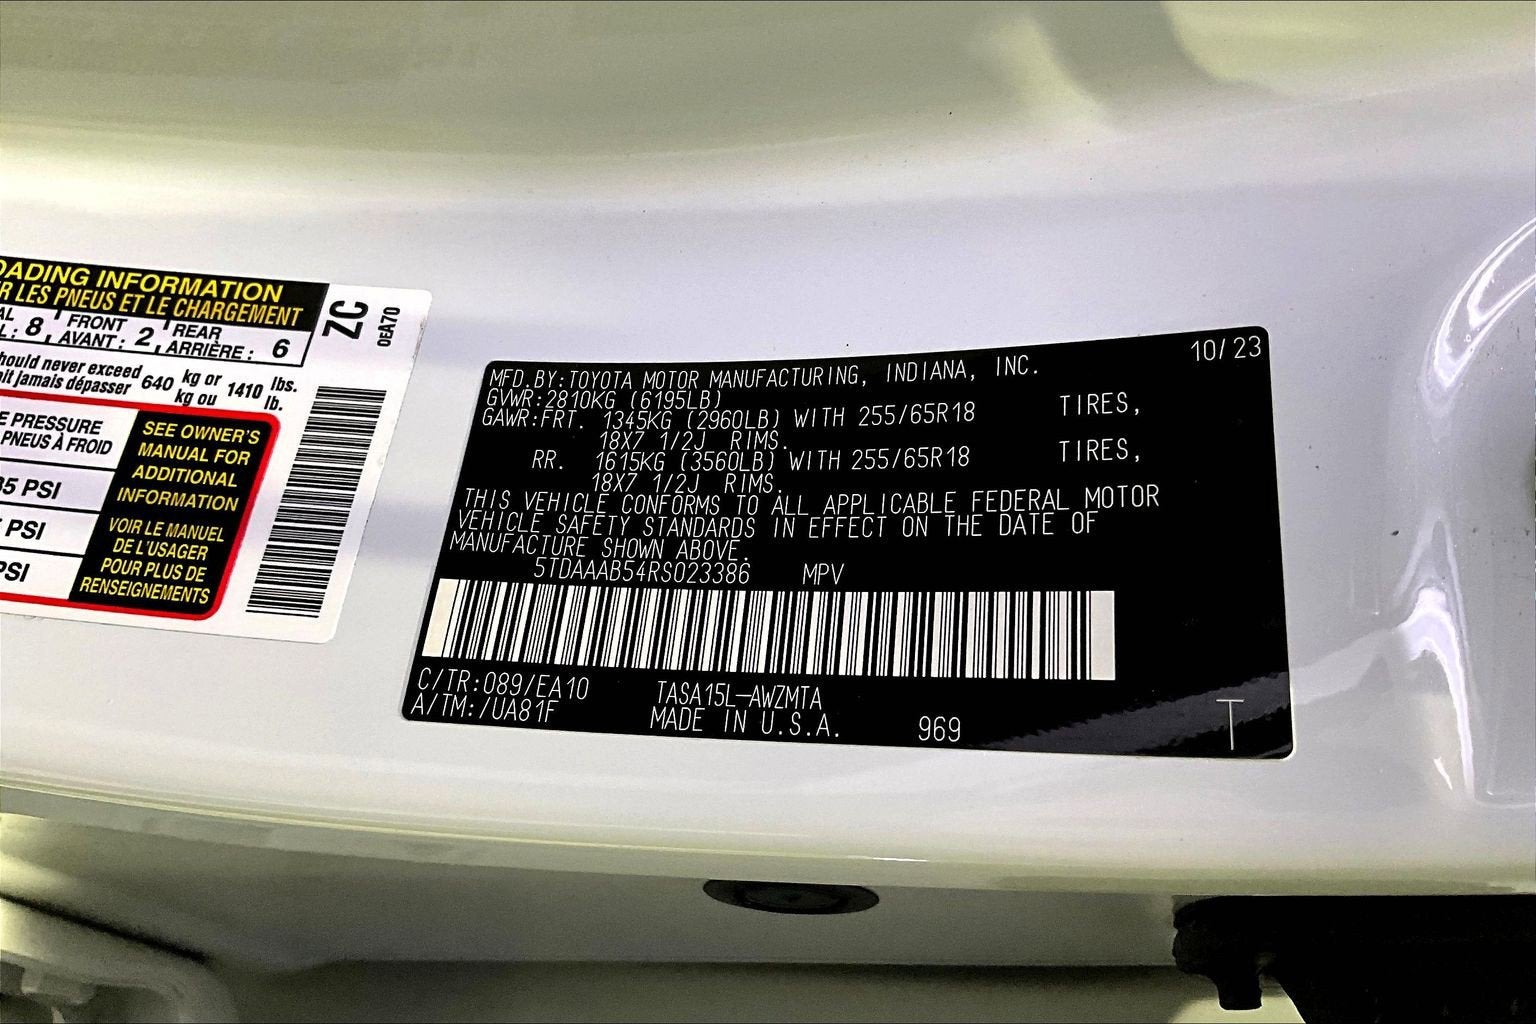 OADING INFORMATION
R LES PNEUS ET LE CHARGEMENT
AL
L: 8
FRONT
AVANT : 2
REAR
ARRIÈRE : 6
hould never exceed
it jamais dépasser
640 kg or
kg ou
1410 lbs.
lb.
E PRESSURE
PNEUS À FROID
35 PSI
PSI
PSI
SEE OWNER'S
MANUAL FOR
ADDITIONAL
INFORMATION
VOIR LE MANUEL
DE L'USAGER
POUR PLUS DE
RENSEIGNEMENTS
ZC
0EA70
10/23
MFD.BY:TOYOTA MOTOR MANUFACTURING, INDIANA, INC.
GVWR:2810KG (6195LB)
GAWR:FRT. 1345KG (2960LB) WITH 255/65R18 TIRES,
18X7 1/2J RIMS.
RR. 1615KG (3560LB) WITH 255/65R18 TIRES,
18X7 1/2J RIMS.
THIS VEHICLE CONFORMS TO ALL APPLICABLE FEDERAL MOTOR
VEHICLE SAFETY STANDARDS IN EFFECT ON THE DATE OF
MANUFACTURE SHOWN ABOVE.
5TDAAAB54RS023386 MPV
C/TR:089/EA10 TASA15L-AWZMTA
A/TM:/UA81F MADE IN U.S.A. 969
T